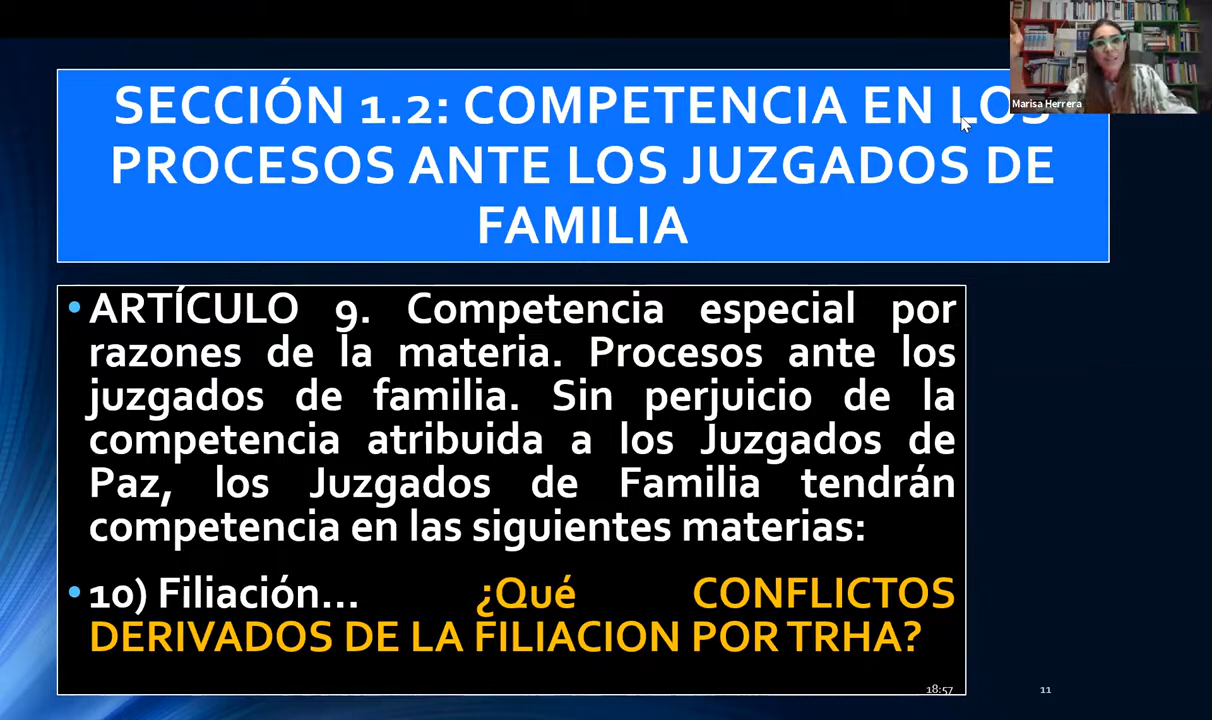 SECCIÓN 1.2: COMPETENCIA EN LOS
PROCESOS ANTE LOS JUZGADOS DE
FAMILIA
Marisa Herrera
• ARTÍCULO 9. Competencia especial por
razones de la materia. Procesos ante los
juzgados de familia. Sin perjuicio de la
competencia atribuida a los Juzgados de
Paz, los Juzgados de Familia tendrán
competencia en las siguientes materias:
• 10) Filiación... ¿Qué CONFLICTOS
DERIVADOS DE LA FILIACION POR TRHA?
18:57
11